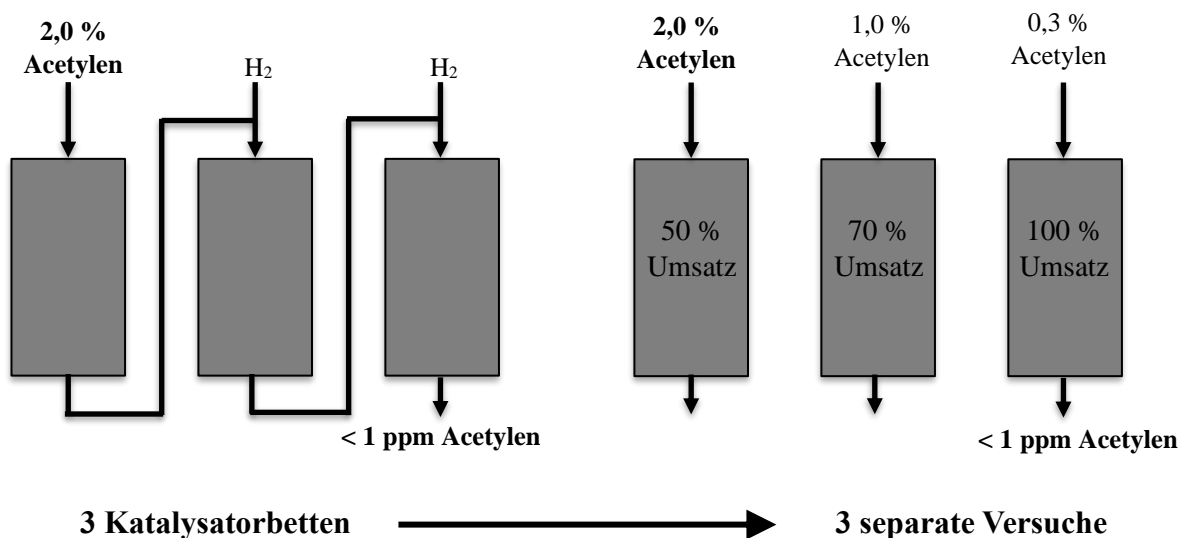 2,0 %
Acetylen
H₂
H₂
2,0 %
Acetylen
1,0 %
Acetylen
0,3 %
Acetylen
50 %
Umsatz
70 %
Umsatz
100 %
Umsatz
< 1 ppm Acetylen
< 1 ppm Acetylen
3 Katalysatorbetten
3 separate Versuche